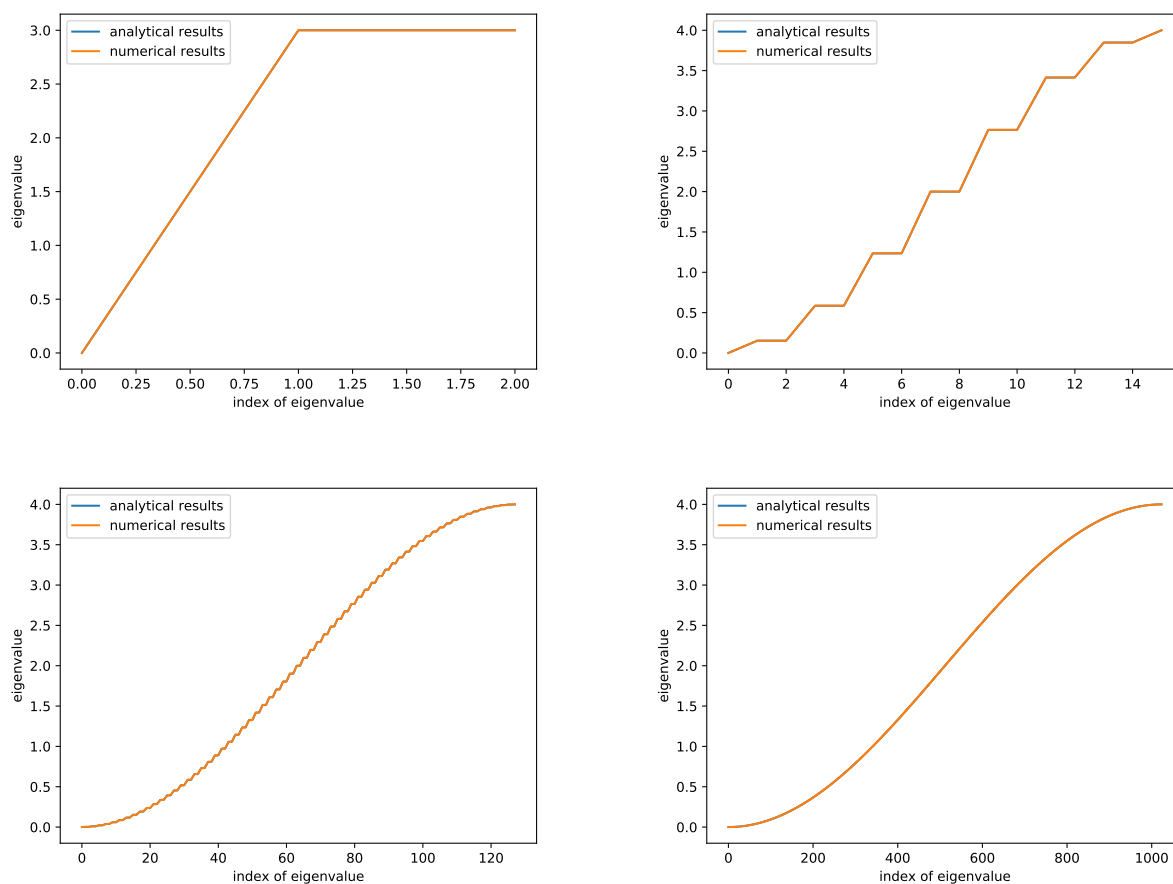 analytical results
numerical results
3.0
2.5
2.0
1.5
1.0
0.5
0.0
eigenvalue
0.00 0.25 0.50 0.75 1.00 1.25 1.50 1.75 2.00
index of eigenvalue
analytical results
numerical results
4.0
3.5
3.0
2.5
2.0
1.5
1.0
0.5
0.0
eigenvalue
0 2 4 6 8 10 12 14
index of eigenvalue
analytical results
numerical results
4.0
3.5
3.0
2.5
2.0
1.5
1.0
0.5
0.0
eigenvalue
0 20 40 60 80 100 120
index of eigenvalue
analytical results
numerical results
4.0
3.5
3.0
2.5
2.0
1.5
1.0
0.5
0.0
eigenvalue
0 200 400 600 800 1000
index of eigenvalue